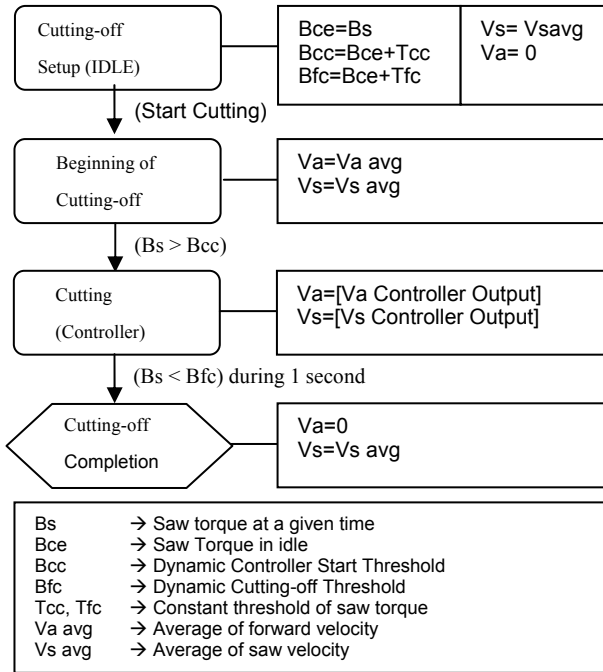 Cutting-off
Setup (IDLE)
Bce=Bs
Bcc=Bce+Tcc
Bfc=Bce+Tfc
Vs= Vsavg
Va= 0
(Start Cutting)
Beginning of
Cutting-off
Va=Va avg
Vs=Vs avg
(Bs > Bcc)
Cutting
(Controller)
Va=[Va Controller Output]
Vs=[Vs Controller Output]
(Bs < Bfc) during 1 second
Cutting-off
Completion
Va=0
Vs=Vs avg
Bs → Saw torque at a given time
Bce → Saw Torque in idle
Bcc → Dynamic Controller Start Threshold
Bfc → Dynamic Cutting-off Threshold
Tcc, Tfc → Constant threshold of saw torque
Va avg → Average of forward velocity
Vs avg → Average of saw velocity